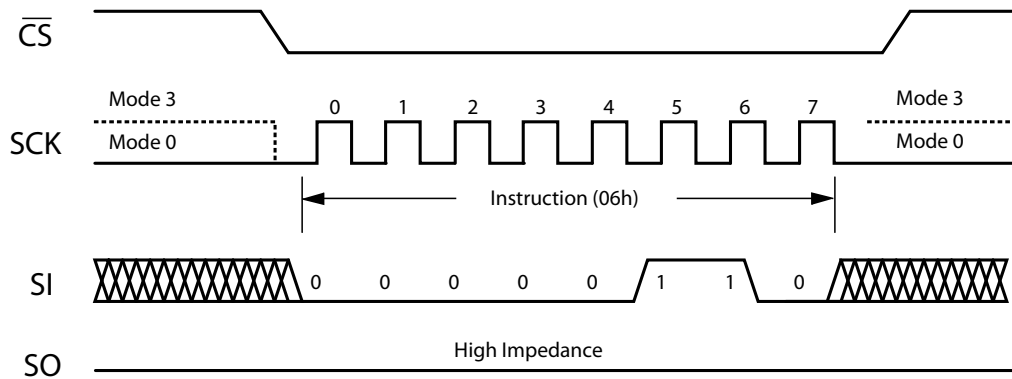 CS
Mode 3
0 1 2 3 4 5 6 7
Mode 3
SCK
Mode 0
Mode 0
Instruction (06h)
SI
0 0 0 0 0 1 1 0
High Impedance
SO